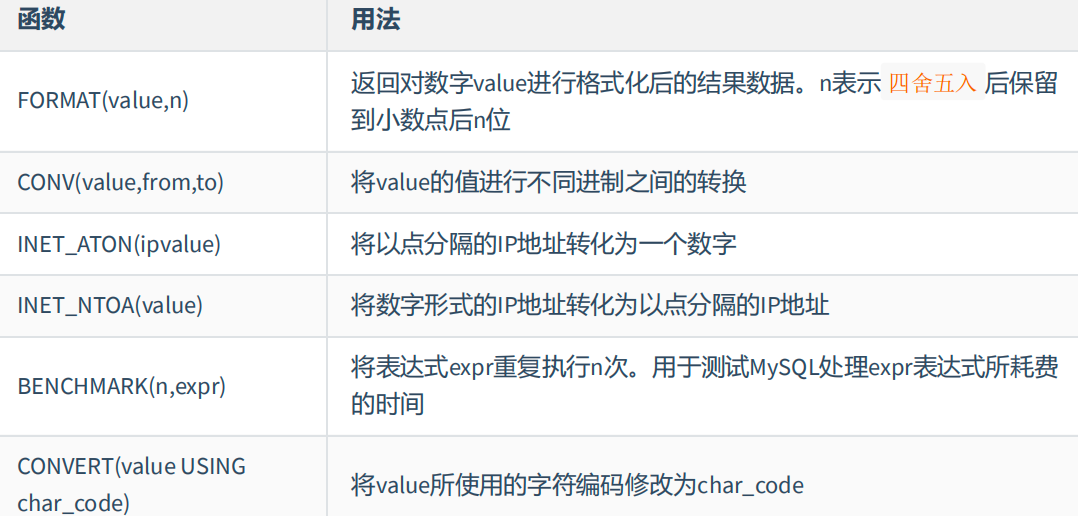 函数 用法
FORMAT(value,n)
返回对数字value进行格式化后的结果数据。n表示 四舍五入 后保留
到小数点后n位
CONV(value,from,to) 将value的值进行不同进制之间的转换
INET_ATON(ipvalue) 将以点分隔的IP地址转化为一个数字
INET_NTOA(value) 将数字形式的IP地址转化为以点分隔的IP地址
BENCHMARK(n,expr)
将表达式expr重复执行n次。用于测试MySQL处理expr表达式所耗费
的时间
CONVERT(value USING
char_code)
将value所使用的字符编码修改为char_code